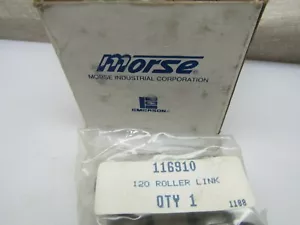 morse®
MORSE INDUSTRIAL CORPORATION
EMERSON
116910
120 ROLLER LINK
QTY 1
1188